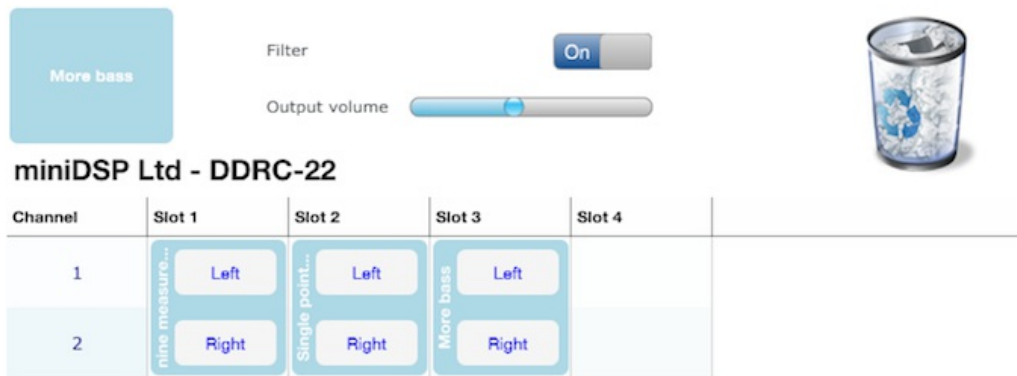 More bass
Filter
On
Output volume
miniDSP Ltd - DDRC-22
Channel Slot 1 Slot 2 Slot 3 Slot 4
nine measure...
Single point...
More bass
1 Left Left Left
2 Right Right Right